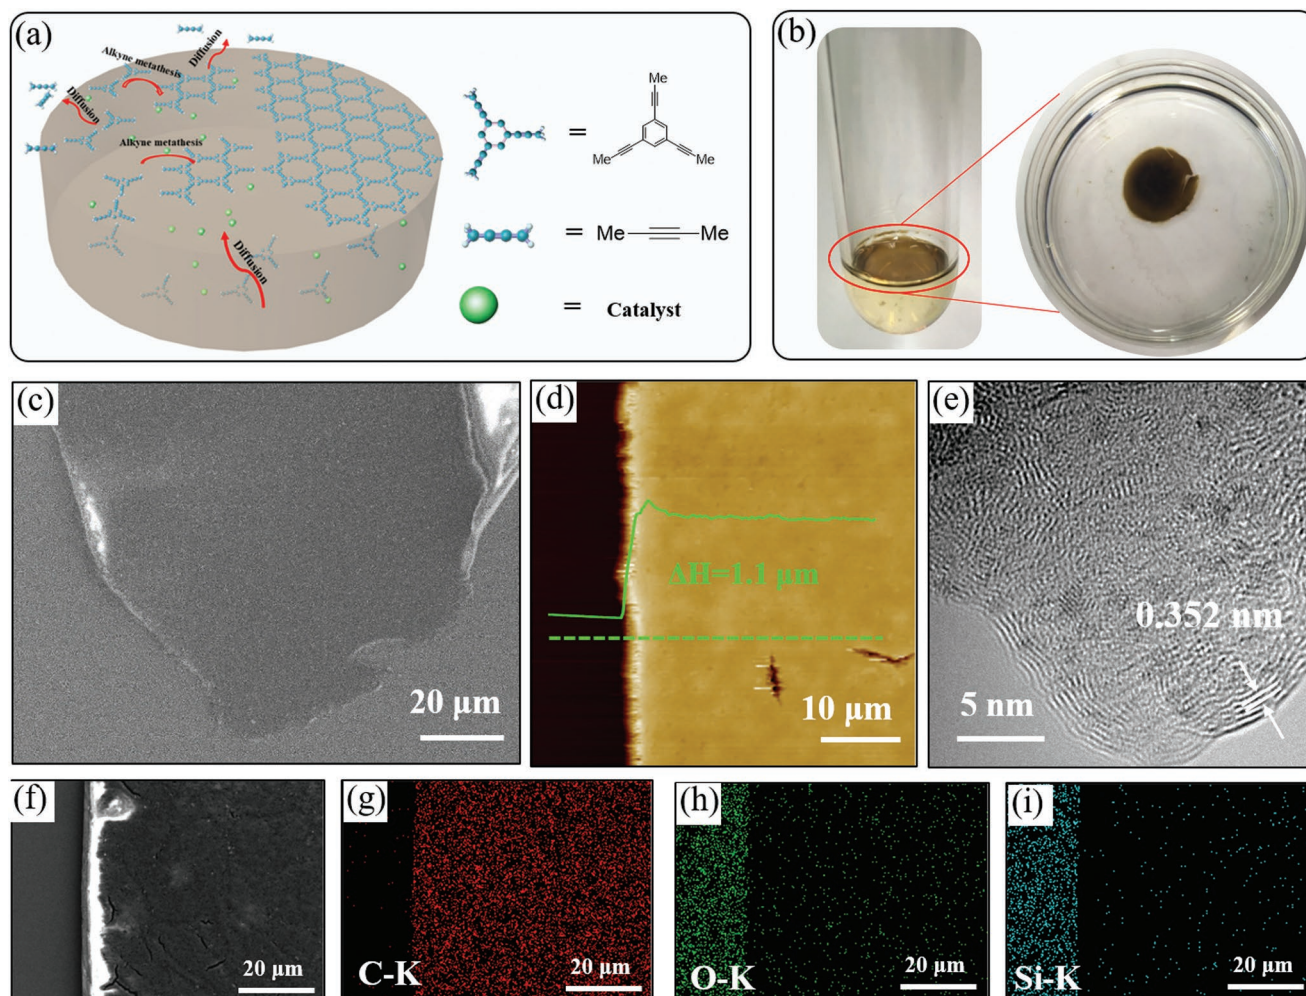 (a)
Alkyne metathesis
Diffusion
Diffusion
Alkyne metathesis
Diffusion
=
Me
Me
Me
= Me Me
= Catalyst
(b)
(c)
20 μm
(d)
ΔH=1.1 μm
10 μm
(e)
0.352 nm
5 nm
(f)
20 μm
(g)
C-K
20 μm
(h)
O-K
20 μm
(i)
Si-K
20 μm